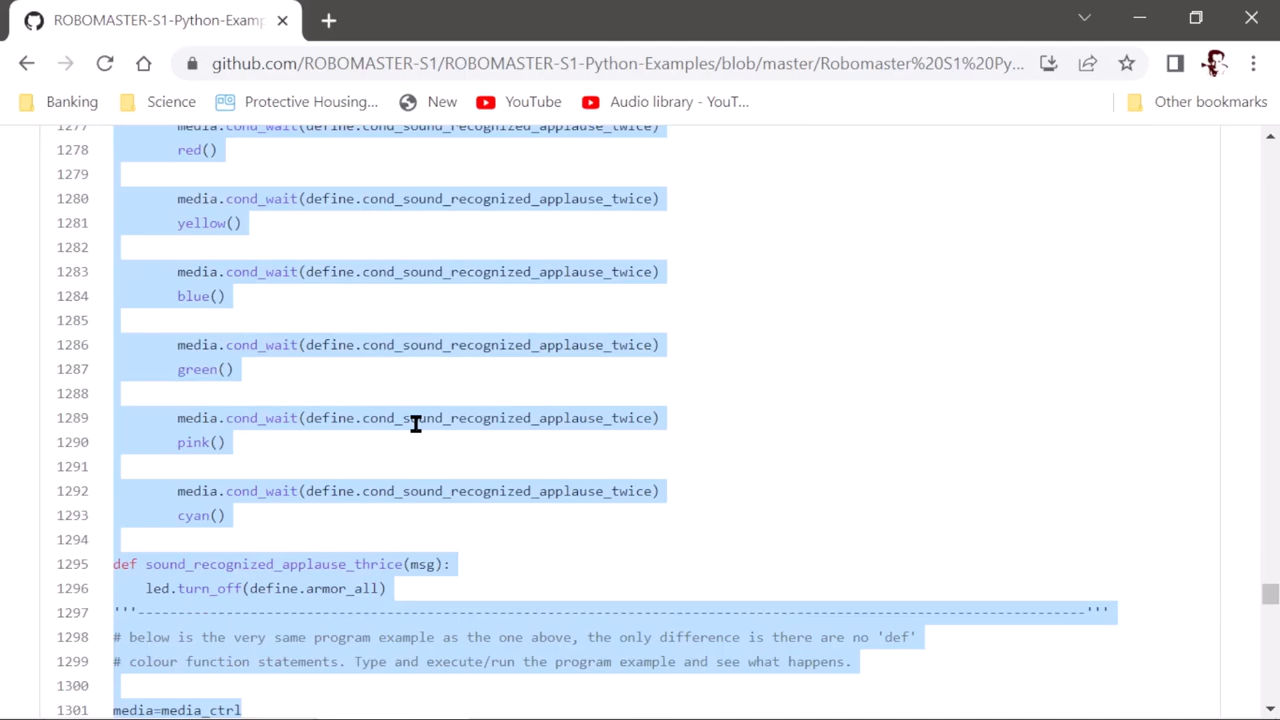 ROBOMASTER-S1-Python-Examp
github.com/ROBOMASTER-S1/ROBOMASTER-S1-Python-Examples/blob/master/Robomaster%20S1%20Py...
Banking
Science
Protective Housing...
New
YouTube
Audio library - YouT...
Other bookmarks
1277 media.cond_wait(define.cond_sound_recognized_applause_twice)
1278 red()
1279
1280 media.cond_wait(define.cond_sound_recognized_applause_twice)
1281 yellow()
1282
1283 media.cond_wait(define.cond_sound_recognized_applause_twice)
1284 blue()
1285
1286 media.cond_wait(define.cond_sound_recognized_applause_twice)
1287 green()
1288
1289 media.cond_wait(define.cond_sound_recognized_applause_twice)
1290 pink()
1291
1292 media.cond_wait(define.cond_sound_recognized_applause_twice)
1293 cyan()
1294
1295 def sound_recognized_applause_thrice(msg):
1296 led.turn_off(define.armor_all)
1297 '''----------------------------------------------------------------------------------------------------------------------'''
1298 # below is the very same program example as the one above, the only difference is there are no 'def'
1299 # colour function statements. Type and execute/run the program example and see what happens.
1300
1301 media=media_ctrl